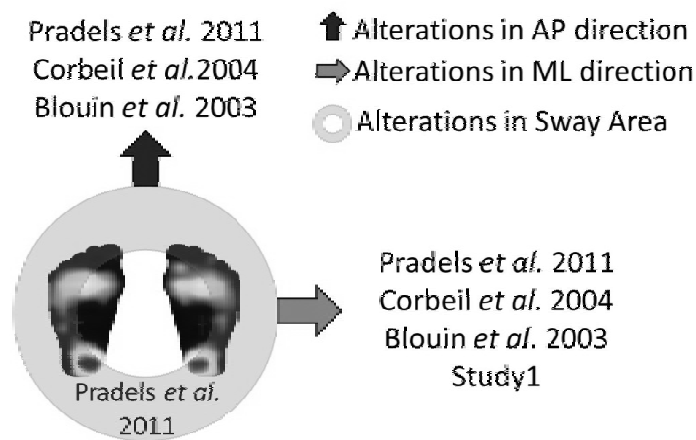 Pradels et al. 2011
Corbeil et al.2004
Blouin et al. 2003
Alterations in AP direction
Alterations in ML direction
Alterations in Sway Area
Pradels et al. 2011
Corbeil et al. 2004
Blouin et al. 2003
Study1
Pradels et al.
2011